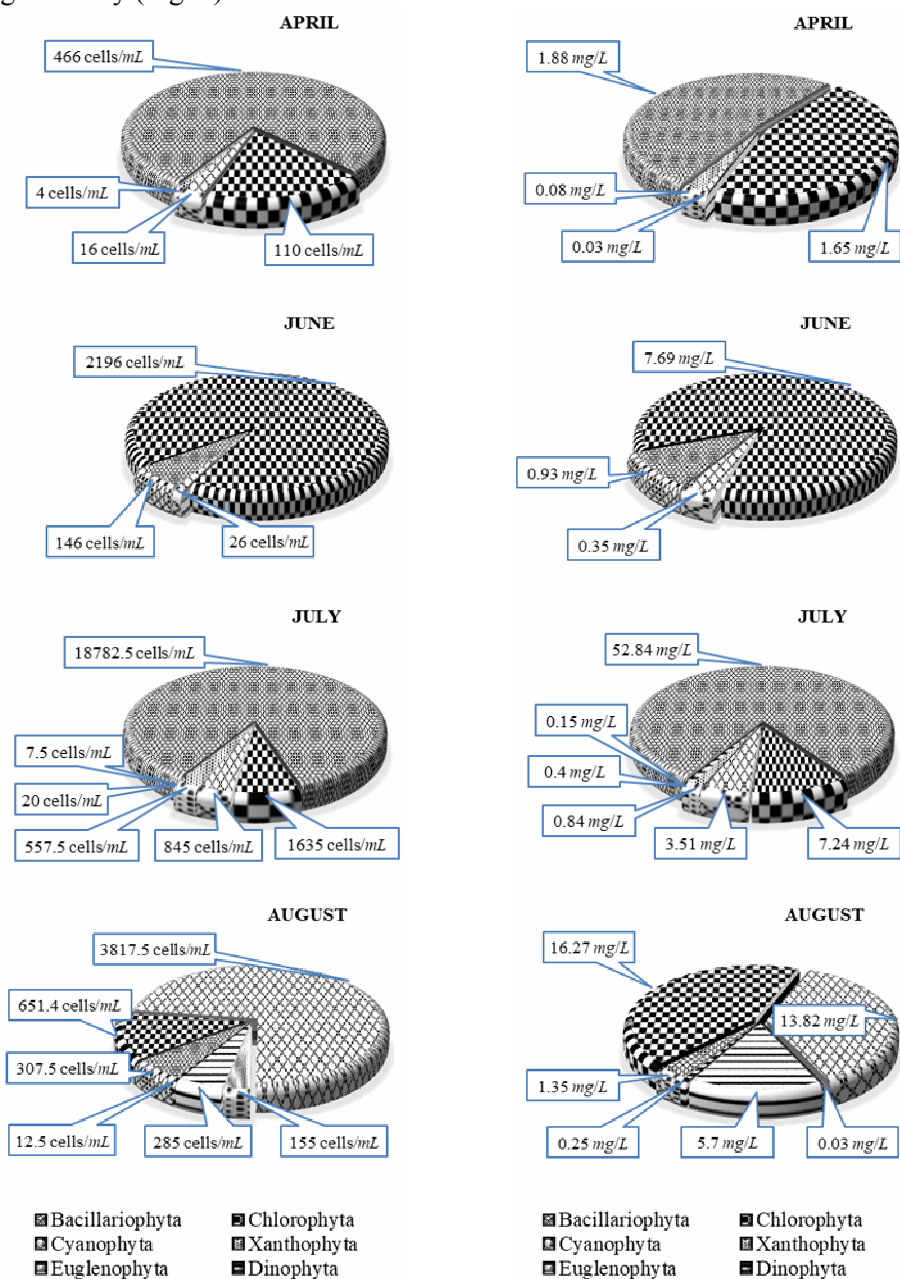 APRIL
APRIL
466 cells/mL
1.88 mg/L
4 cells/mL
0.08 mg/L
16 cells/mL
110 cells/mL
0.03 mg/L
1.65 mg/L
JUNE
JUNE
2196 cells/mL
7.69 mg/L
0.93 mg/L
146 cells/mL
26 cells/mL
0.35 mg/L
JULY
JULY
18782.5 cells/mL
52.84 mg/L
0.15 mg/L
7.5 cells/mL
0.4 mg/L
20 cells/mL
0.84 mg/L
557.5 cells/mL
845 cells/mL
1635 cells/mL
3.51 mg/L
7.24 mg/L
AUGUST
AUGUST
3817.5 cells/mL
16.27 mg/L
651.4 cells/mL
13.82 mg/L
307.5 cells/mL
1.35 mg/L
12.5 cells/mL
285 cells/mL
155 cells/mL
0.25 mg/L
5.7 mg/L
0.03 mg/L
Bacillariophyta
Chlorophyta
Cyanophyta
Xanthophyta
Euglenophyta
Dinophyta
Bacillariophyta
Chlorophyta
Cyanophyta
Xanthophyta
Euglenophyta
Dinophyta